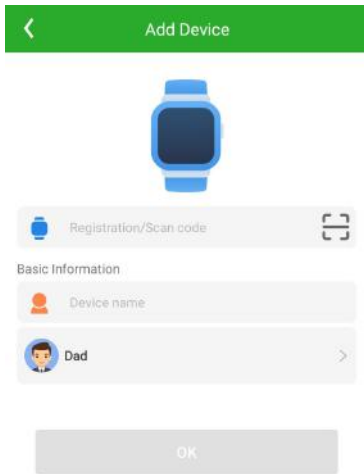 Add Device
Registration/Scan code
Basic Information
Device name
Dad
OK